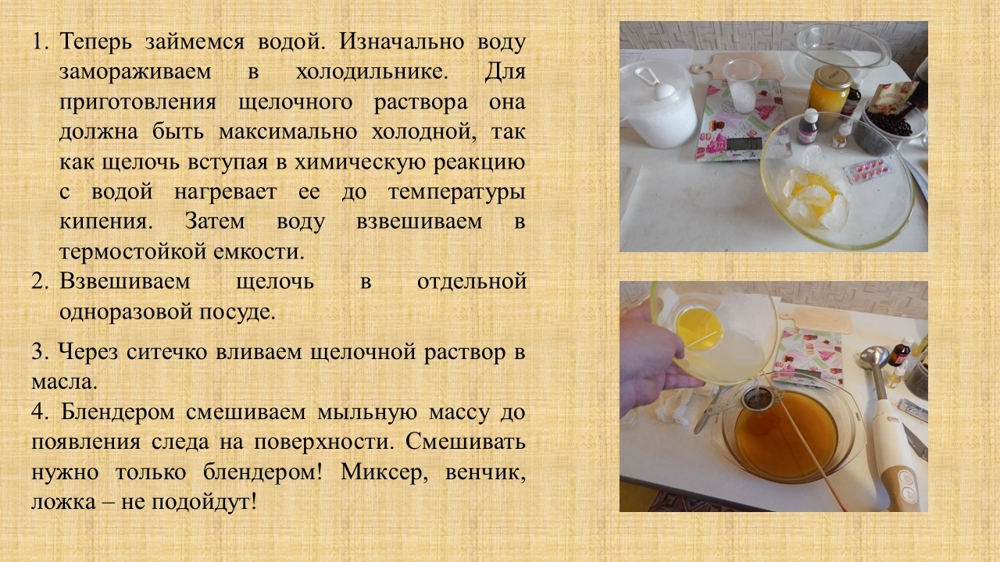 1. Теперь займемся водой. Изначально воду
замораживаем в холодильнике. Для
приготовления щелочного раствора она
должна быть максимально холодной, так
как щелочь вступая в химическую реакцию
с водой нагревает ее до температуры
кипения. Затем воду взвешиваем в
термостойкой емкости.
2. Взвешиваем щелочь в отдельной
одноразовой посуде.
3. Через ситечко вливаем щелочной раствор в
масла.
4. Блендером смешиваем мыльную массу до
появления следа на поверхности. Смешивать
нужно только блендером! Миксер, венчик,
ложка – не подойдут!